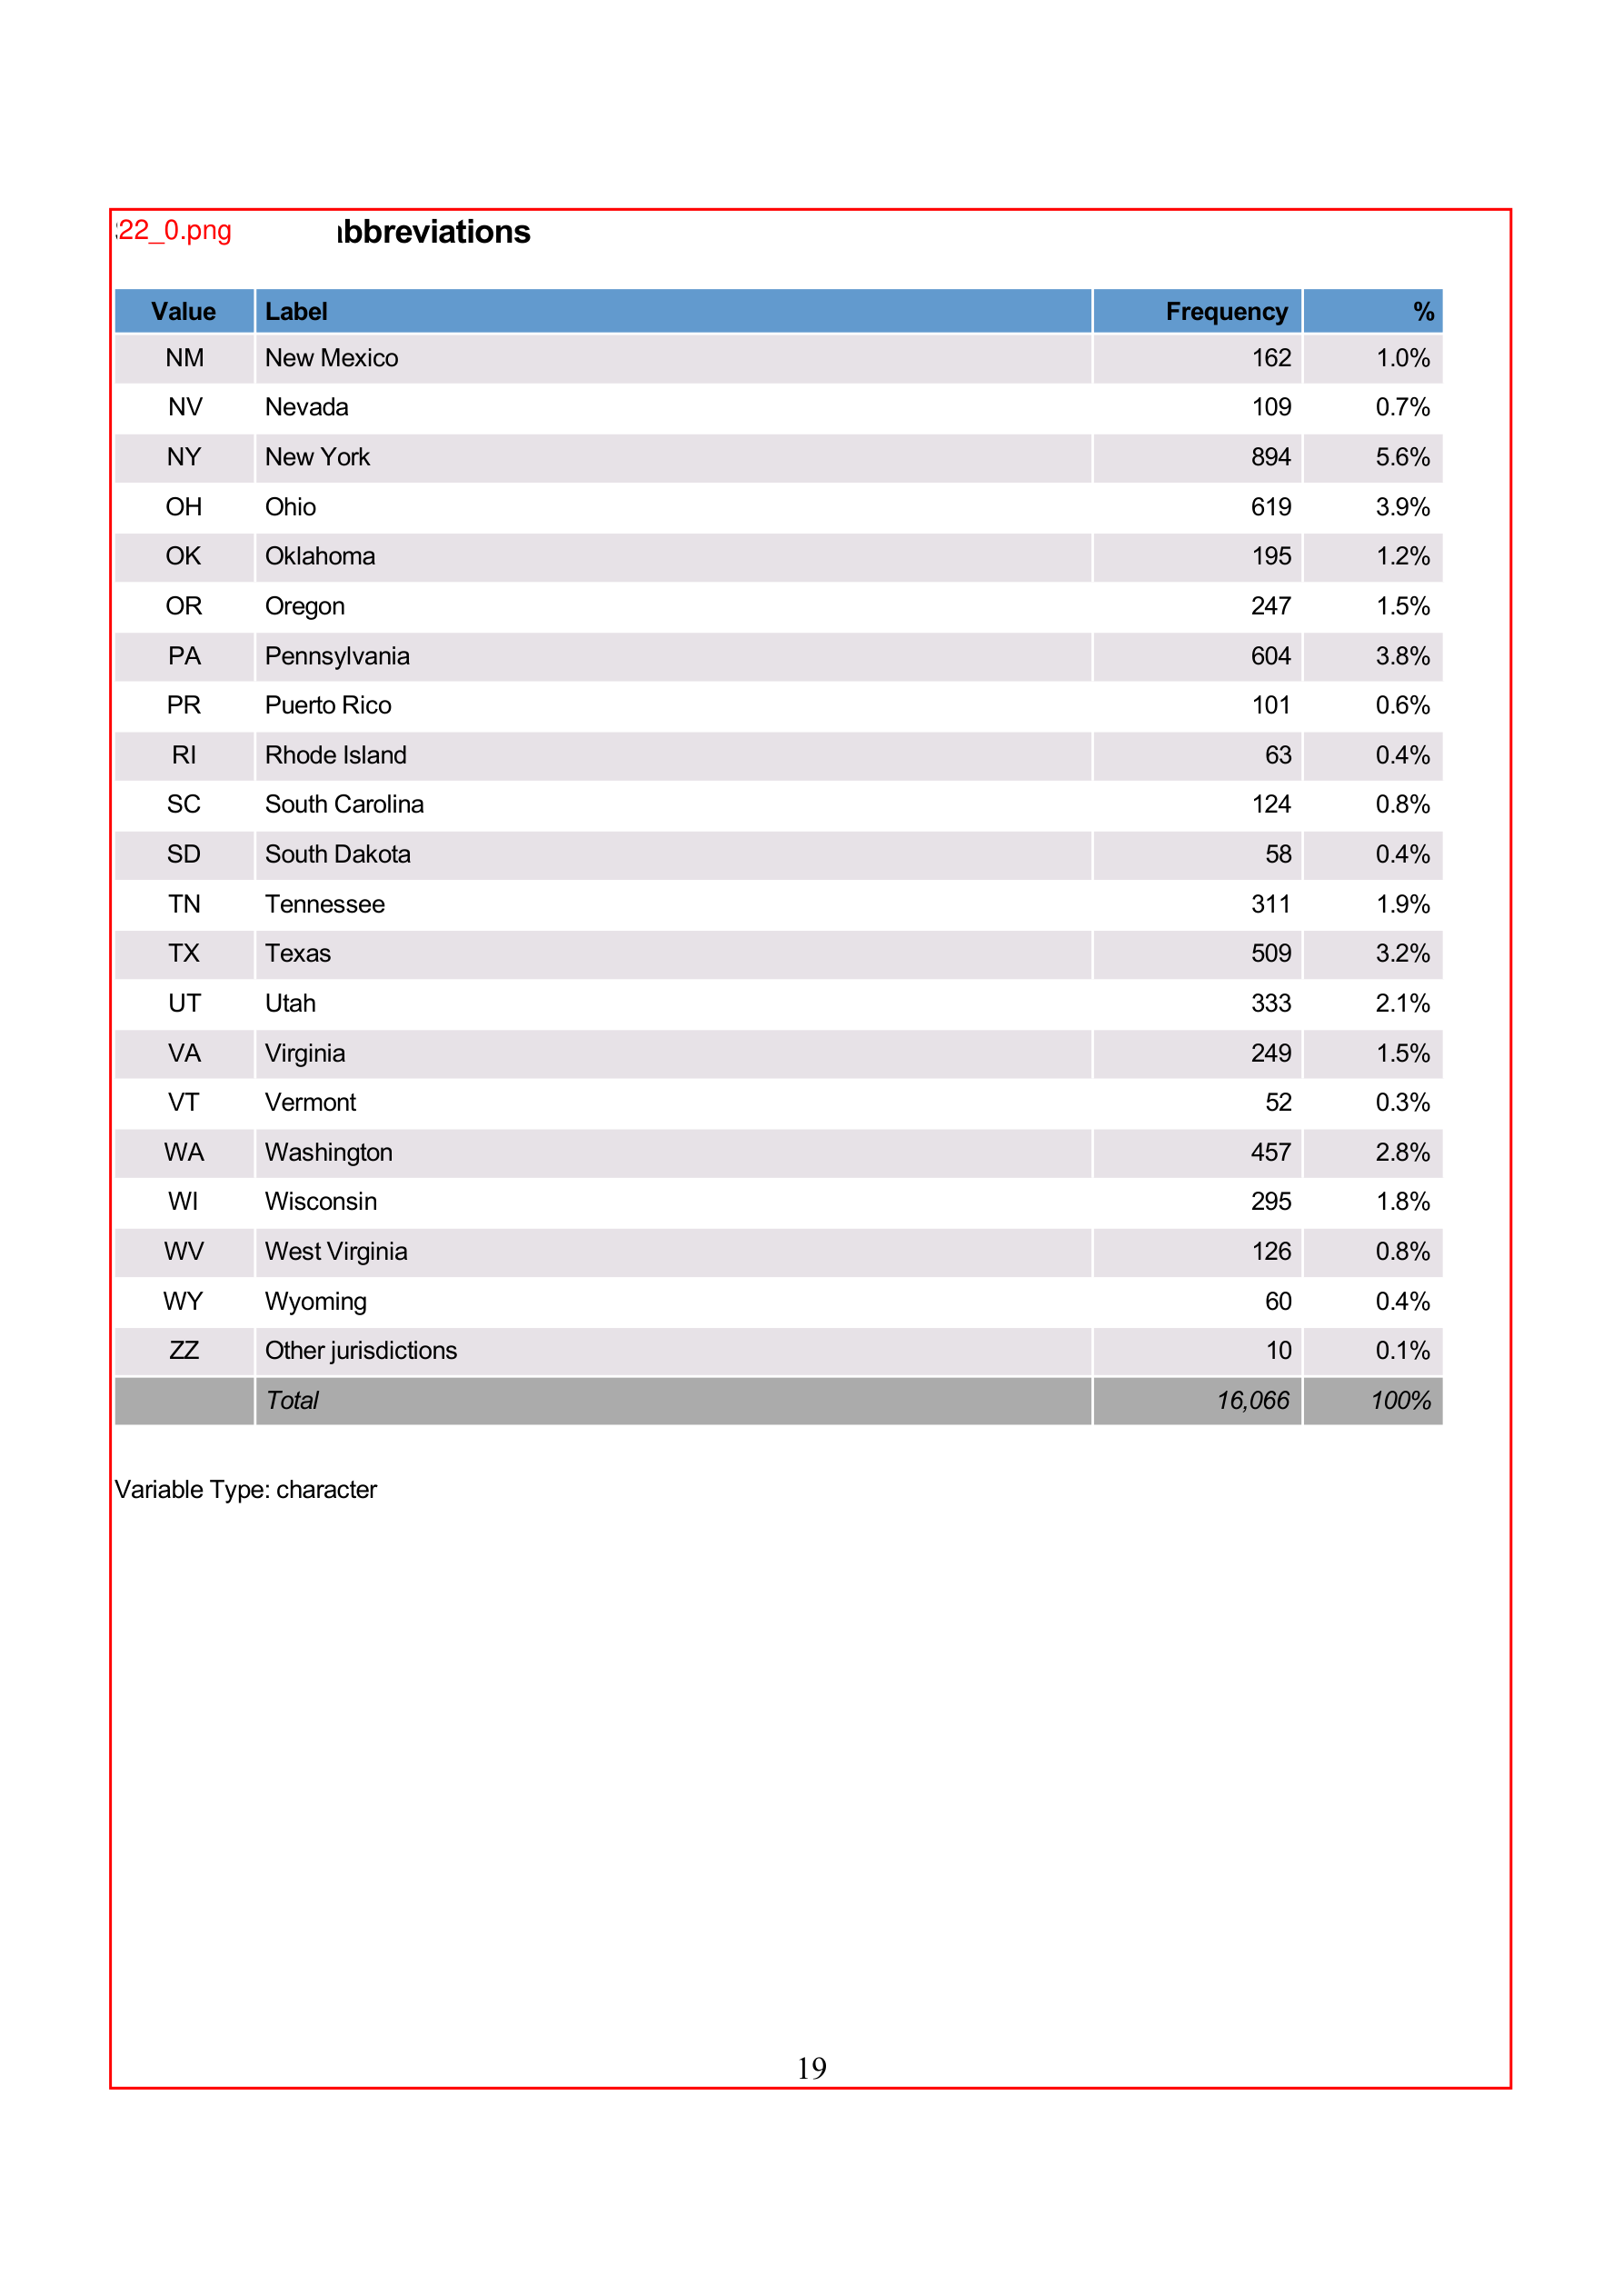 22_0.png
abbreviations
Value Label Frequency %
NM New Mexico 162 1.0%
NV Nevada 109 0.7%
NY New York 894 5.6%
OH Ohio 619 3.9%
OK Oklahoma 195 1.2%
OR Oregon 247 1.5%
PA Pennsylvania 604 3.8%
PR Puerto Rico 101 0.6%
RI Rhode Island 63 0.4%
SC South Carolina 124 0.8%
SD South Dakota 58 0.4%
TN Tennessee 311 1.9%
TX Texas 509 3.2%
UT Utah 333 2.1%
VA Virginia 249 1.5%
VT Vermont 52 0.3%
WA Washington 457 2.8%
WI Wisconsin 295 1.8%
WV West Virginia 126 0.8%
WY Wyoming 60 0.4%
ZZ Other jurisdictions 10 0.1%
Total 16,066 100%
Variable Type: character
19